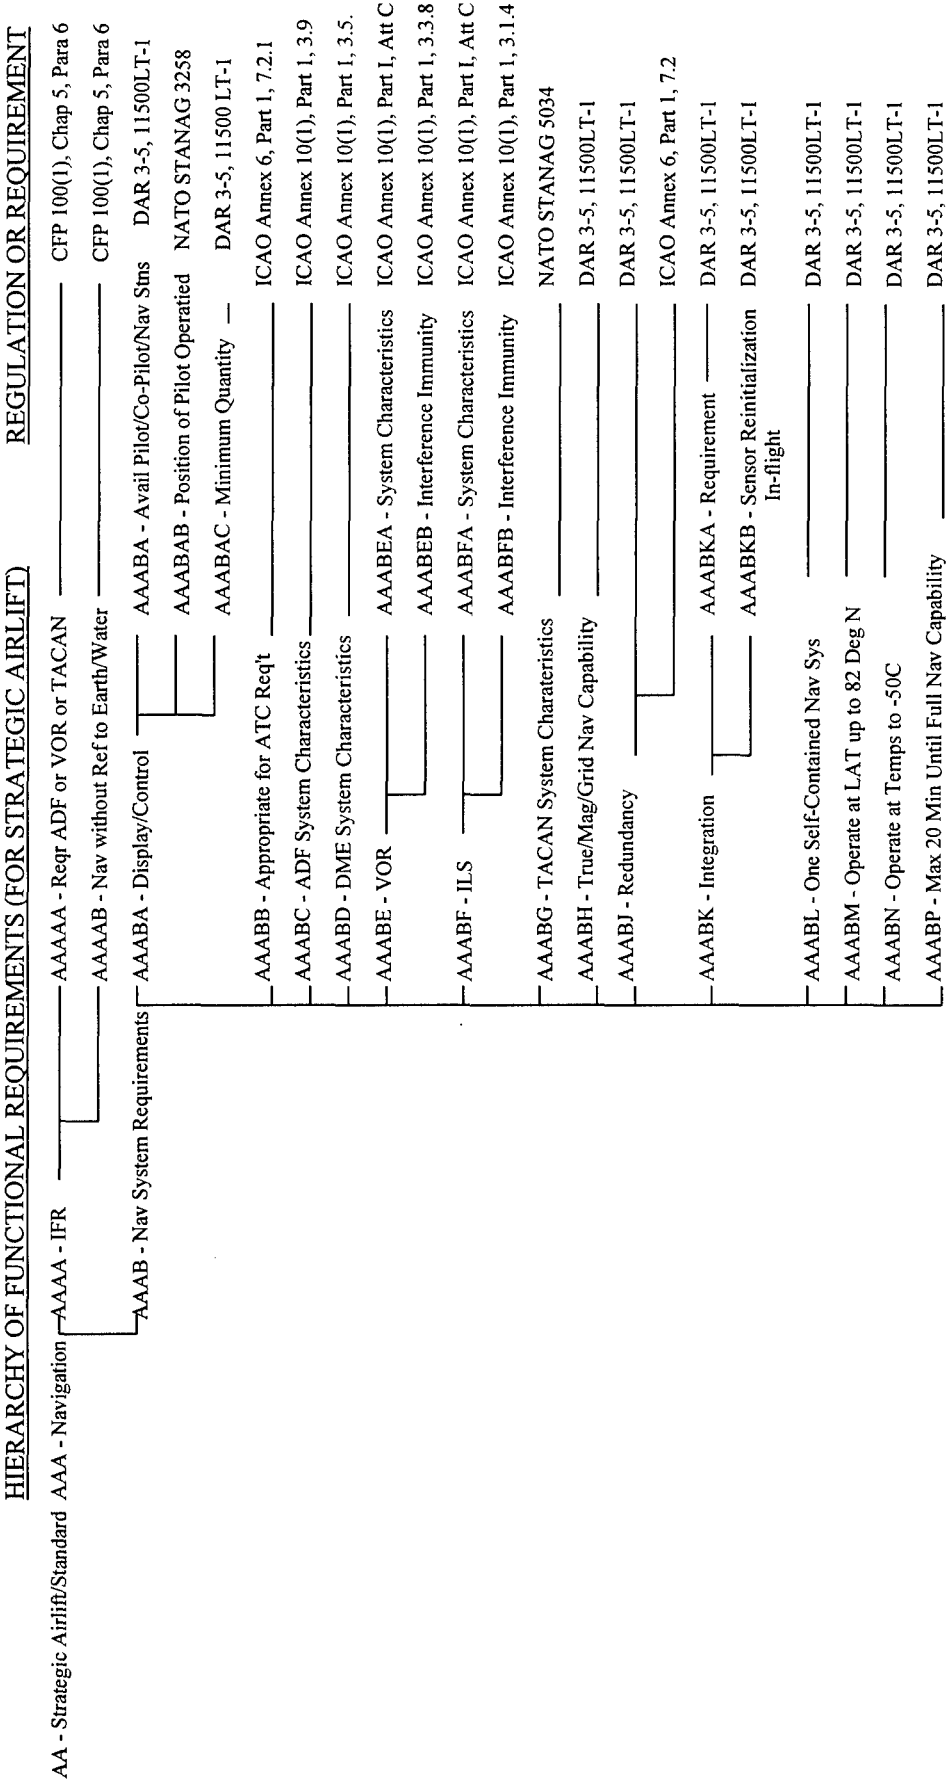 HIERARCHY OF FUNCTIONAL REQUIREMENTS (FOR STRATEGIC AIRLIFT) REGULATION OR REQUIREMENT
AA - Strategic Airlift/Standard AAA - Navigation AAAA - IFR AAAAA - Reqr ADF or VOR or TACAN CFP 100(1), Chap 5, Para 6
AAAAB - Nav without Ref to Earth/Water CFP 100(1), Chap 5, Para 6
AAAB - Nav System Requirements AAABA - Display/Control AAABA - Avail Pilot/Co-Pilot/Nav Stns DAR 3-5, 11500LT-1
AAABAB - Position of Pilot Operatied NATO STANAG 3258
AAABAC - Minimum Quantity DAR 3-5, 11500 LT-1
AAABB - Appropriate for ATC Req't ICAO Annex 6, Part 1, 7.2.1
AAABC - ADF System Characteristics ICAO Annex 10(1), Part 1, 3.9
AAABD - DME System Characteristics ICAO Annex 10(1), Part I, 3.5.
AAABE - VOR AAABEA - System Characteristics ICAO Annex 10(1), Part I, Att C
AAABEB - Interference Immunity ICAO Annex 10(1), Part 1, 3.3.8
AAABF - ILS AAABFA - System Characteristics ICAO Annex 10(1), Part I, Att C
AAABFB - Interference Immunity ICAO Annex 10(1), Part 1, 3.1.4
AAABG - TACAN System Charateristics NATO STANAG 5034
AAABH - True/Mag/Grid Nav Capability DAR 3-5, 11500LT-1
AAABJ - Redundancy DAR 3-5, 11500LT-1
ICAO Annex 6, Part 1, 7.2
AAABK - Integration AAABKA - Requirement DAR 3-5, 11500LT-1
AAABKB - Sensor Reinitialization DAR 3-5, 11500LT-1
In-flight
AAABL - One Self-Contained Nav Sys DAR 3-5, 11500LT-1
AAABM - Operate at LAT up to 82 Deg N DAR 3-5, 11500LT-1
AAABN - Operate at Temps to -50C DAR 3-5, 11500LT-1
AAABP - Max 20 Min Until Full Nav Capability DAR 3-5, 11500LT-1